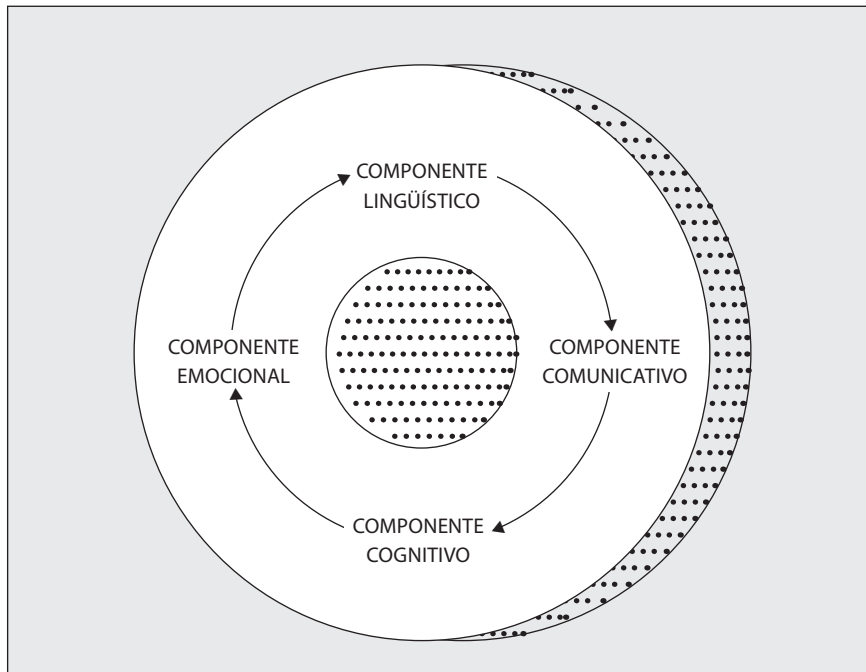 COMPONENTE
LINGÜÍSTICO
COMPONENTE
EMOCIONAL
COMPONENTE
COMUNICATIVO
COMPONENTE
COGNITIVO